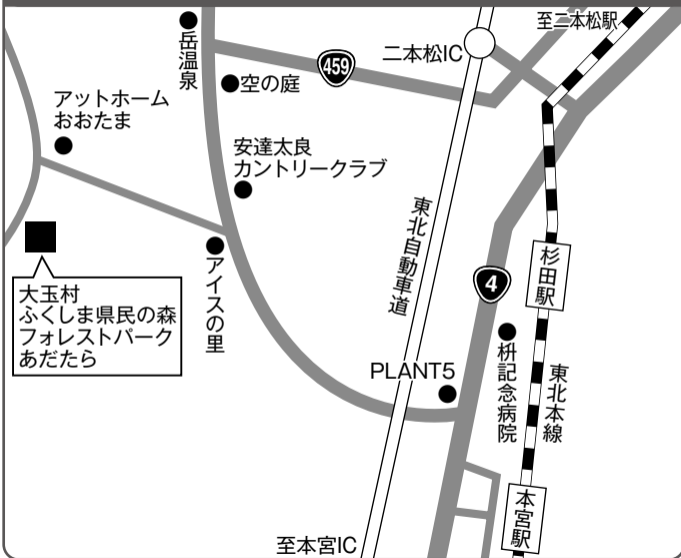 至二本松駅
岳温泉
二本松IC
459
空の庭
アットホーム
おおたま
安達太良
カントリークラブ
東北自動車道
杉田駅
アイスの里
4
大玉村
ふくしま県民の森
フォレストパーク
あだたら
枡記念病院
PLANT5
東北本線
本宮駅
至本宮IC